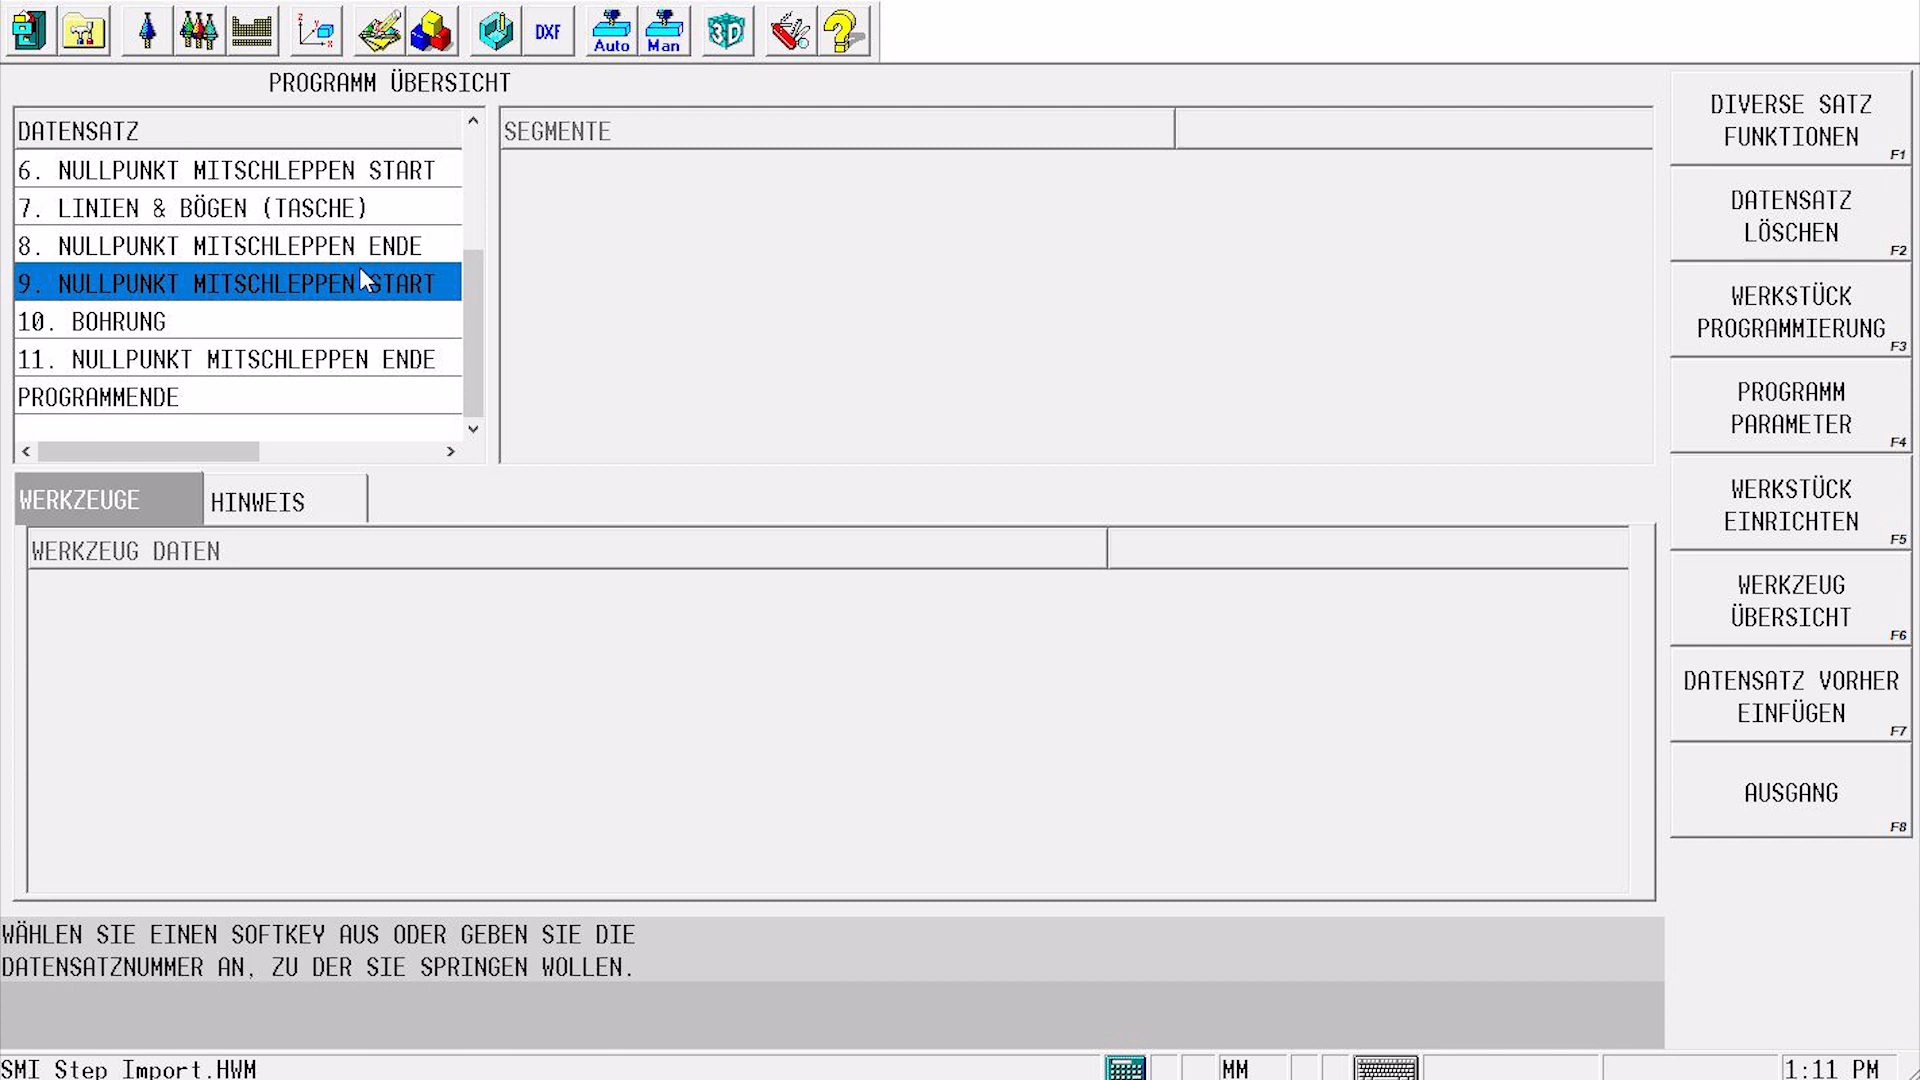 DXF
Auto
Man
3D
PROGRAMM ÜBERSICHT
DATENSATZ
6. NULLPUNKT MITSCHLEPPEN START
7. LINIEN & BÖGEN (TASCHE)
8. NULLPUNKT MITSCHLEPPEN ENDE
9. NULLPUNKT MITSCHLEPPEN START
10. BOHRUNG
11. NULLPUNKT MITSCHLEPPEN ENDE
PROGRAMMENDE
SEGMENTE
WERKZEUGE
HINWEIS
WERKZEUG DATEN
DIVERSE SATZ
FUNKTIONEN
F1
DATENSATZ
LÖSCHEN
F2
WERKSTÜCK
PROGRAMMIERUNG
F3
PROGRAMM
PARAMETER
F4
WERKSTÜCK
EINRICHTEN
F5
WERKZEUG
ÜBERSICHT
F6
DATENSATZ VORHER
EINFÜGEN
F7
AUSGANG
F8
WÄHLEN SIE EINEN SOFTKEY AUS ODER GEBEN SIE DIE
DATENSATZNUMMER AN, ZU DER SIE SPRINGEN WOLLEN.
SMI Step Import.HWM
MM
1:11 PM